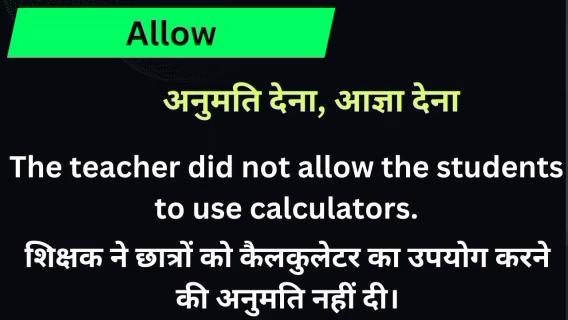 Allow
अनुमति देना, आज्ञा देना
The teacher did not allow the students
to use calculators.
शिक्षक ने छात्रों को कैलकुलेटर का उपयोग करने
की अनुमति नहीं दी।